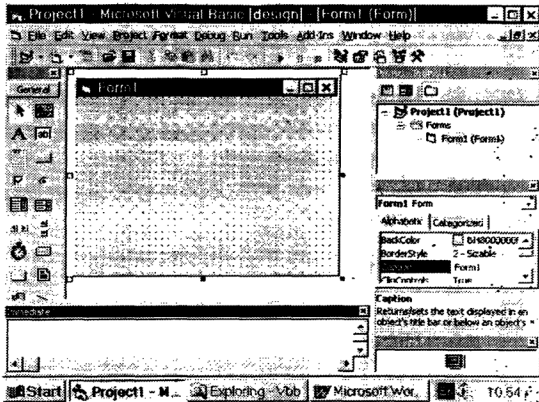 Project1 - Microsoft Visual Basic [design] - [Form1 (Form)]
File Edit View Project Format Debug Run Tools Add-Ins Window Help
General
Form1
A ab
Project1 (Project1)
Forms
Form1 (Form1)
Form1 Form
Alphabetic Categorized
BackColor
BorderStyle 2 - Sizable
Form1
ClipControls True
Caption
Returns/sets the text displayed in an
object's title bar or below an object's
Immediate
Start Project1 - M... Exploring - Vbb Microsoft Wor...